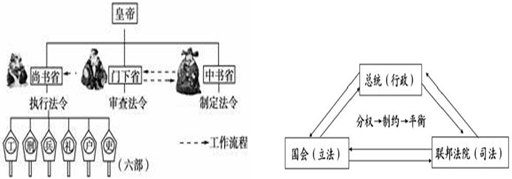 皇帝
尚书省 门下省 中书省
执行法令 审查法令 制定法令
工 刑 兵 礼 户 吏
(六部)
工作流程
总统（行政）
分权→制约→平衡
国会（立法） 联邦法院（司法）